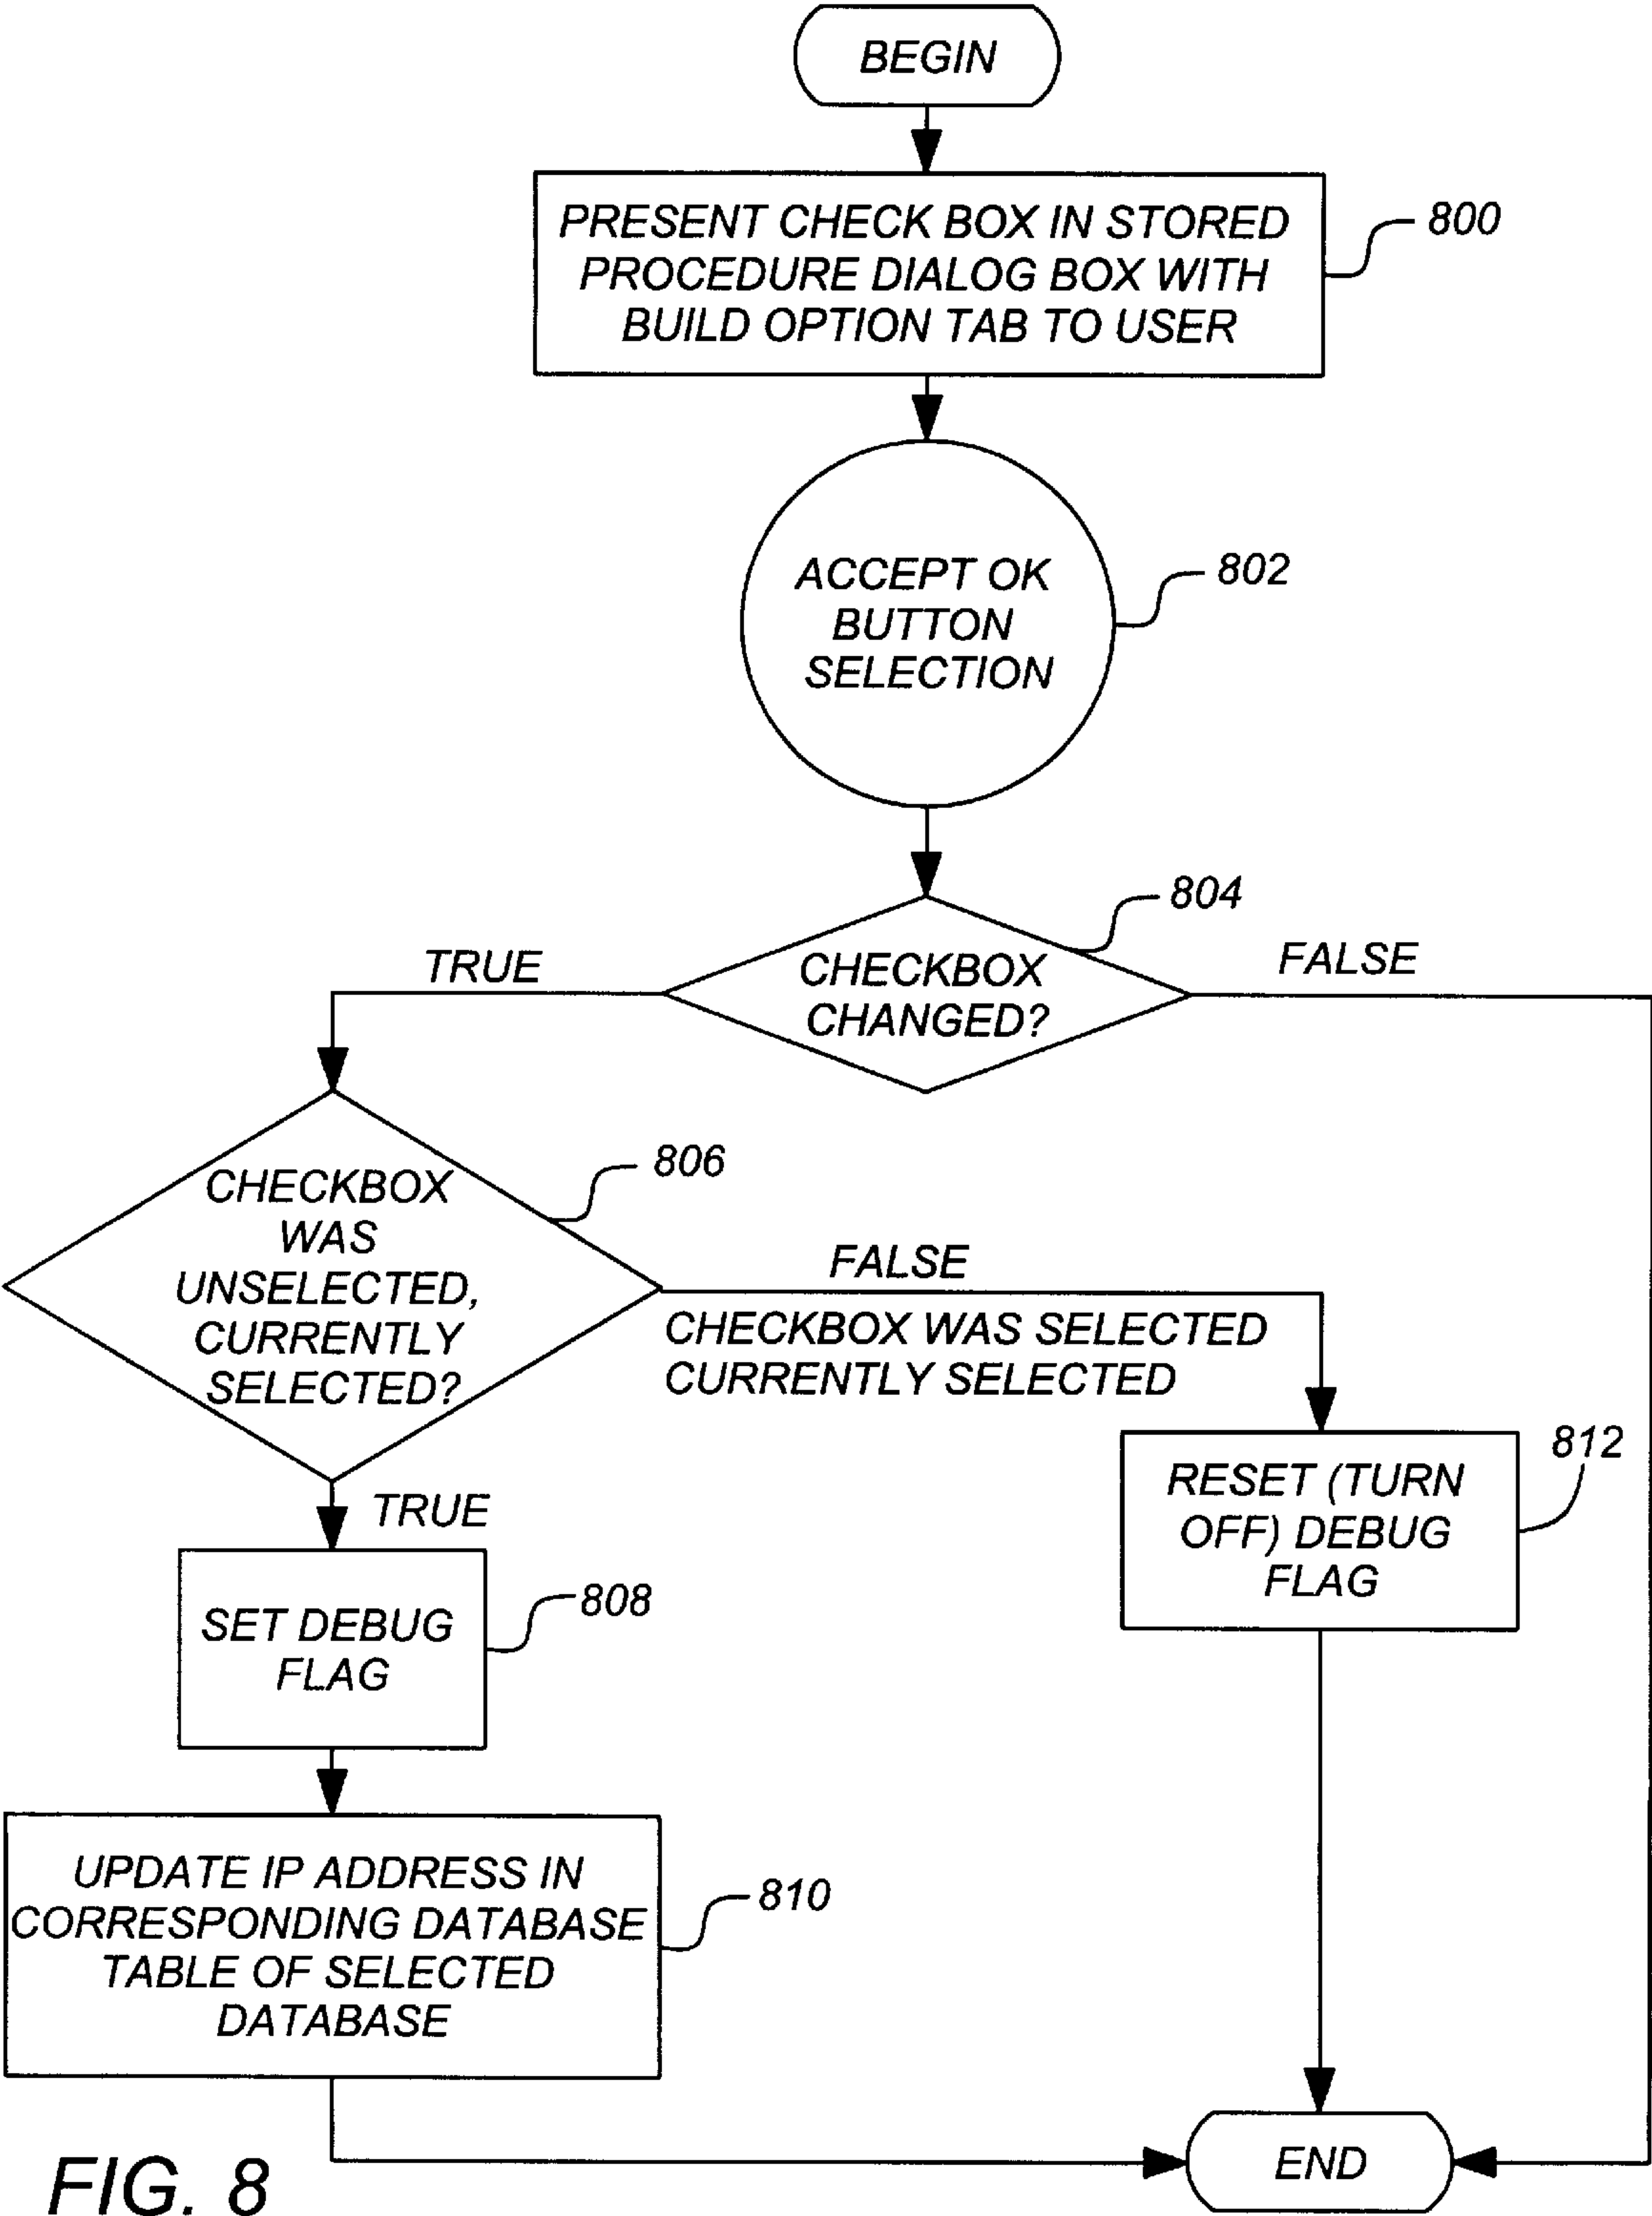 BEGIN
PRESENT CHECK BOX IN STORED
PROCEDURE DIALOG BOX WITH
BUILD OPTION TAB TO USER
800
ACCEPT OK
BUTTON
SELECTION
802
804
CHECKBOX
CHANGED?
TRUE
FALSE
806
CHECKBOX
WAS
UNSELECTED,
CURRENTLY
SELECTED?
FALSE
CHECKBOX WAS SELECTED
CURRENTLY SELECTED
TRUE
812
RESET (TURN
OFF) DEBUG
FLAG
808
SET DEBUG
FLAG
UPDATE IP ADDRESS IN
CORRESPONDING DATABASE
TABLE OF SELECTED
DATABASE
810
END
FIG. 8